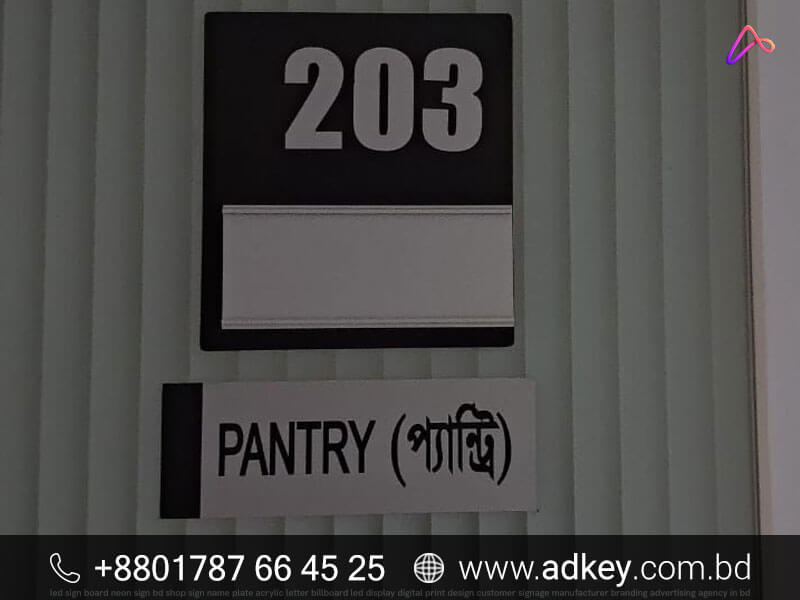 203
PANTRY (প্যান্ট্রি)
+8801787 66 45 25 www.adkey.com.bd
led sign board neon sign bd shop sign name plate acrylic letter billboard led display digital print design customer signage manufacturer branding advertising agency in bd